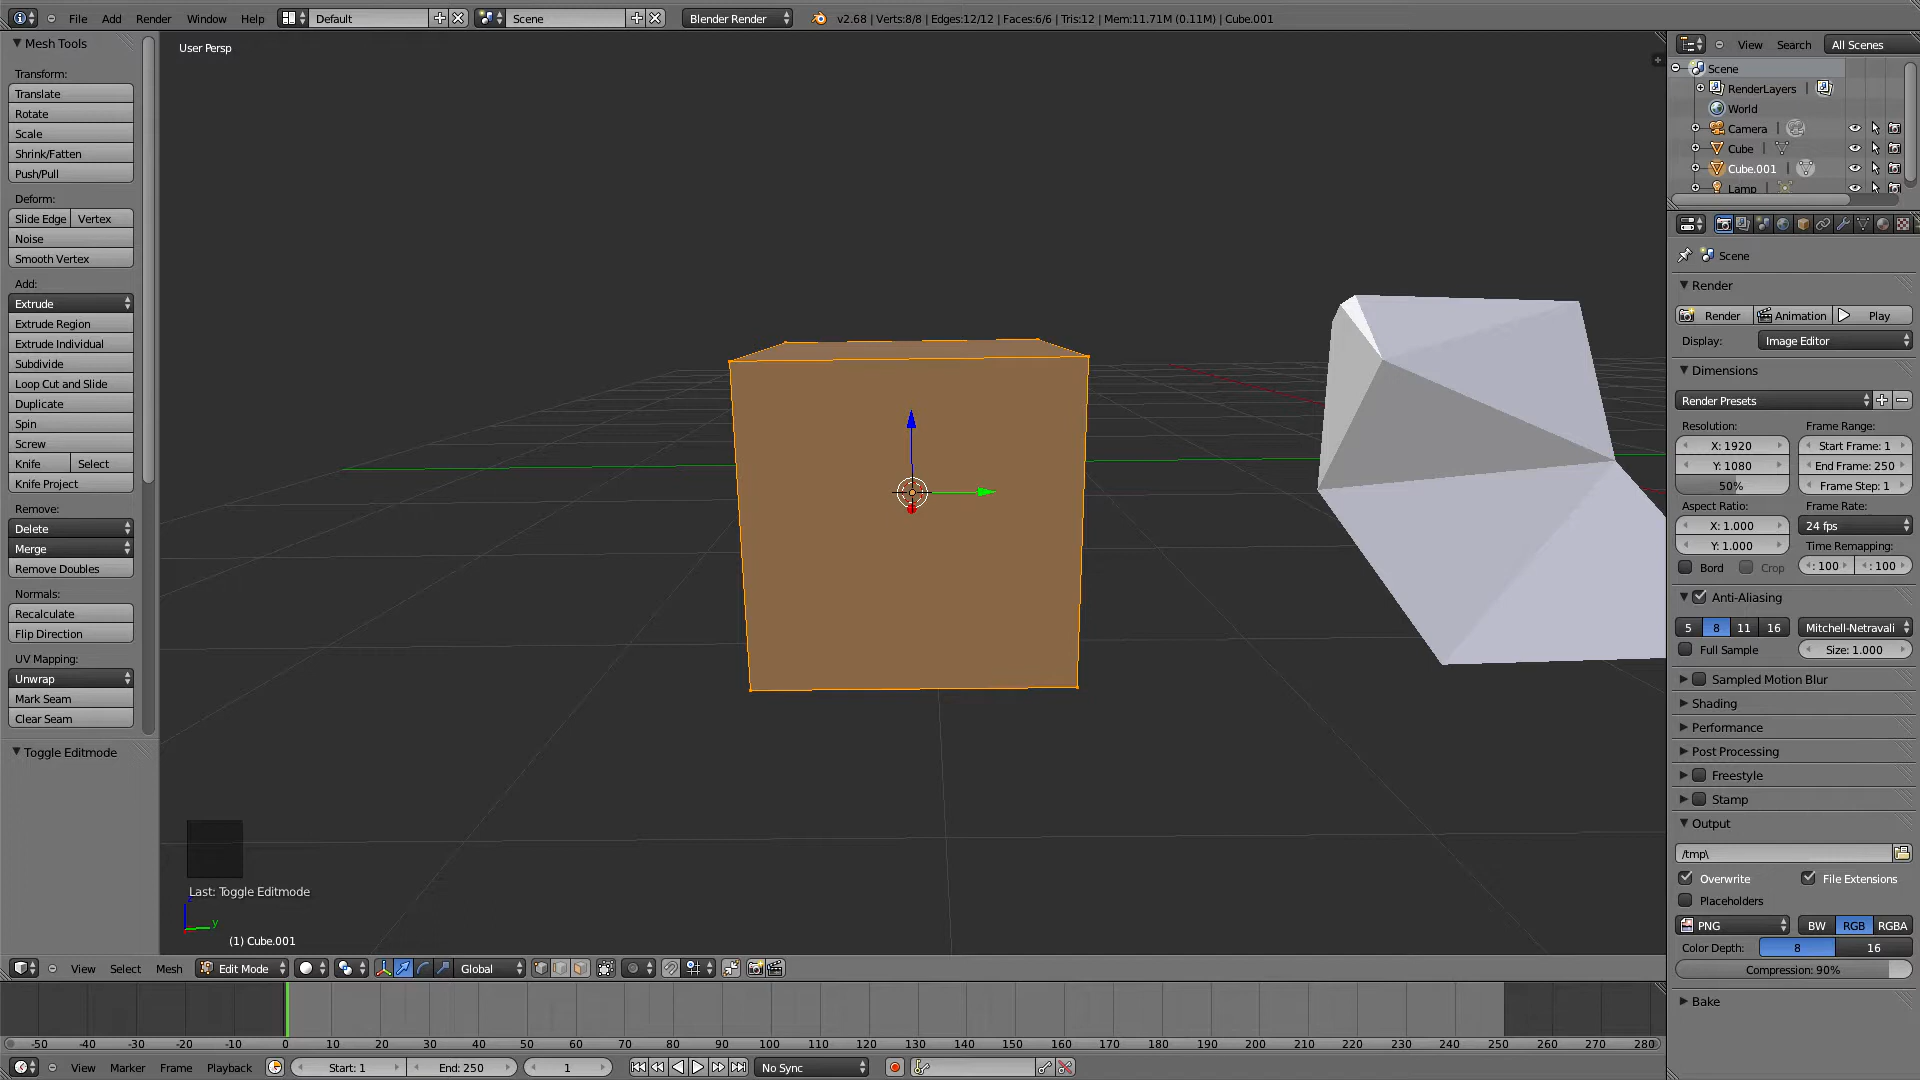 File Add Render Window Help Default Scene Blender Render v2.68 | Verts:8/8 | Edges:12/12 | Faces:6/6 | Tris:12 | Mem:11.71M (0.11M) | Cube.001
Mesh Tools
Transform:
Translate
Rotate
Scale
Shrink/Fatten
Push/Pull
Deform:
Slide Edge Vertex
Noise
Smooth Vertex
Add:
Extrude
Extrude Region
Extrude Individual
Subdivide
Loop Cut and Slide
Duplicate
Spin
Screw
Knife Select
Knife Project
Remove:
Delete
Merge
Remove Doubles
Normals:
Recalculate
Flip Direction
UV Mapping:
Unwrap
Mark Seam
Clear Seam
Toggle Editmode
User Persp
Last: Toggle Editmode
y
(1) Cube.001
View Select Mesh Edit Mode Global
View Search All Scenes
Scene
RenderLayers |
World
Camera |
Cube |
Cube.001 |
Lamp |
Scene
Render
Render Animation Play
Display: Image Editor
Dimensions
Render Presets
Resolution: Frame Range:
X: 1920 Start Frame: 1
Y: 1080 End Frame: 250
50% Frame Step: 1
Aspect Ratio: Frame Rate:
X: 1.000 24 fps
Y: 1.000 Time Remapping:
Bord Crop : 100 : 100
Anti-Aliasing
5 8 11 16 Mitchell-Netravali
Full Sample Size: 1.000
Sampled Motion Blur
Shading
Performance
Post Processing
Freestyle
Stamp
Output
/tmp\
Overwrite File Extensions
Placeholders
PNG BW RGB RGBA
Color Depth: 8 16
Compression: 90%
Bake
-50 -40 -30 -20 -10 0 10 20 30 40 50 60 70 80 90 100 110 120 130 140 150 160 170 180 190 200 210 220 230 240 250 260 270 280
View Marker Frame Playback Start: 1 End: 250 1 No Sync